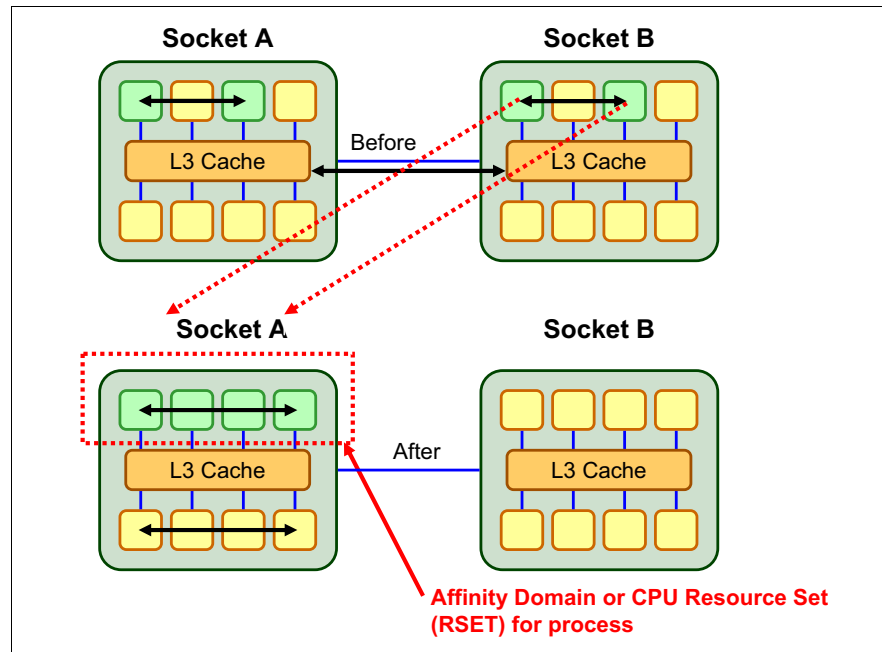 Socket A
Socket B
Before
L3 Cache
L3 Cache
Socket A
Socket B
After
L3 Cache
L3 Cache
Affinity Domain or CPU Resource Set
(RSET) for process